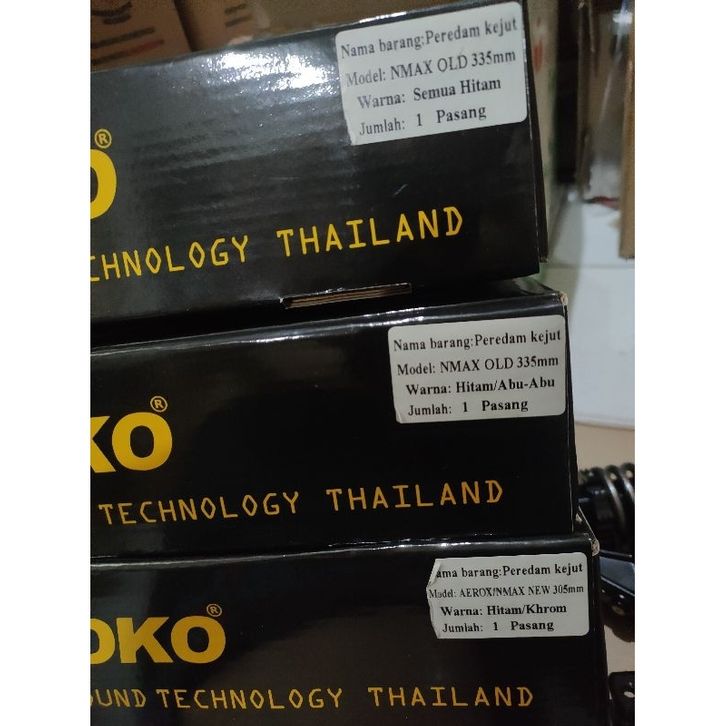 Nama barang:Peredam kejut
Model: NMAX OLD 335mm
Warna: Semua Hitam
Jumlah: 1 Pasang
O®
CHNOLOGY THAILAND
Nama barang:Peredam kejut
Model: NMAX OLD 335mm
Warna: Hitam/Abu-Abu
Jumlah: 1 Pasang
KO®
TECHNOLOGY THAILAND
ama barang:Peredam kejut
Model: AEROX/NMAX NEW 305mm
Warna: Hitam/Khrom
Jumlah: 1 Pasang
OKO®
OUND TECHNOLOGY THAILAND